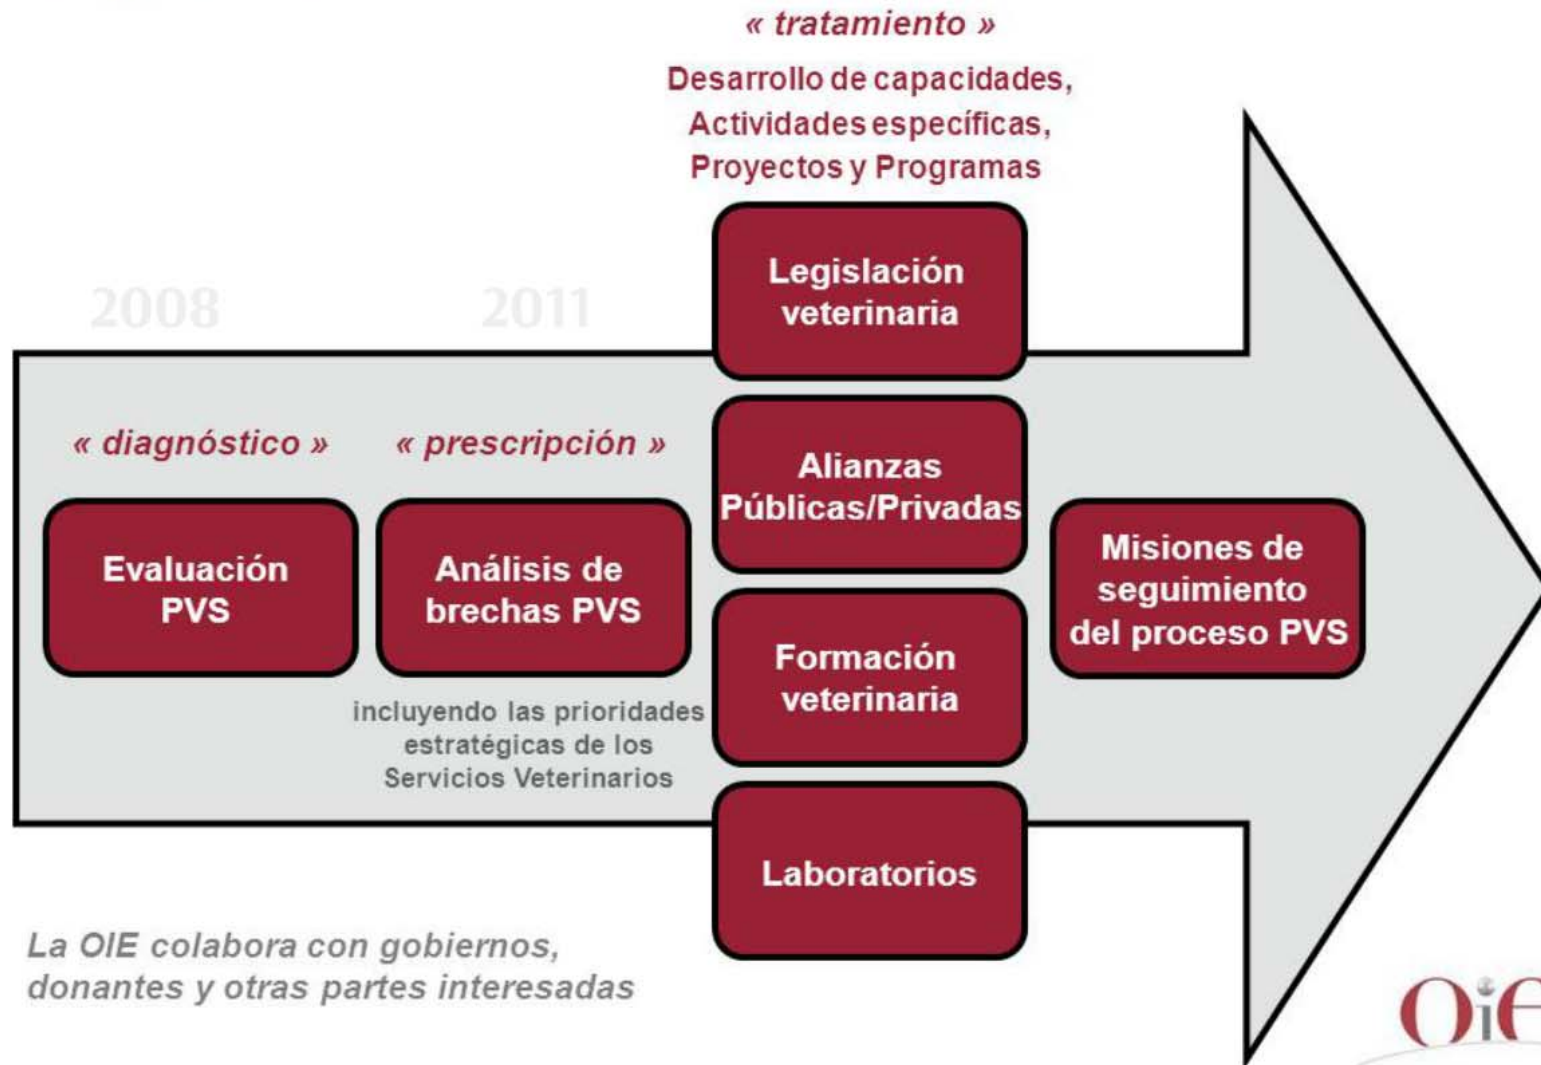 « tratamiento »
Desarrollo de capacidades,
Actividades específicas,
Proyectos y Programas
2008
2011
« diagnóstico »
Evaluación
PVS
« prescripción »
Análisis de
brechas PVS
incluyendo las prioridades
estratégicas de los
Servicios Veterinarios
Legislación
veterinaria
Alianzas
Públicas/Privadas
Formación
veterinaria
Laboratorios
Misiones de
seguimiento
del proceso PVS
La OIE colabora con gobiernos,
donantes y otras partes interesadas
OiE